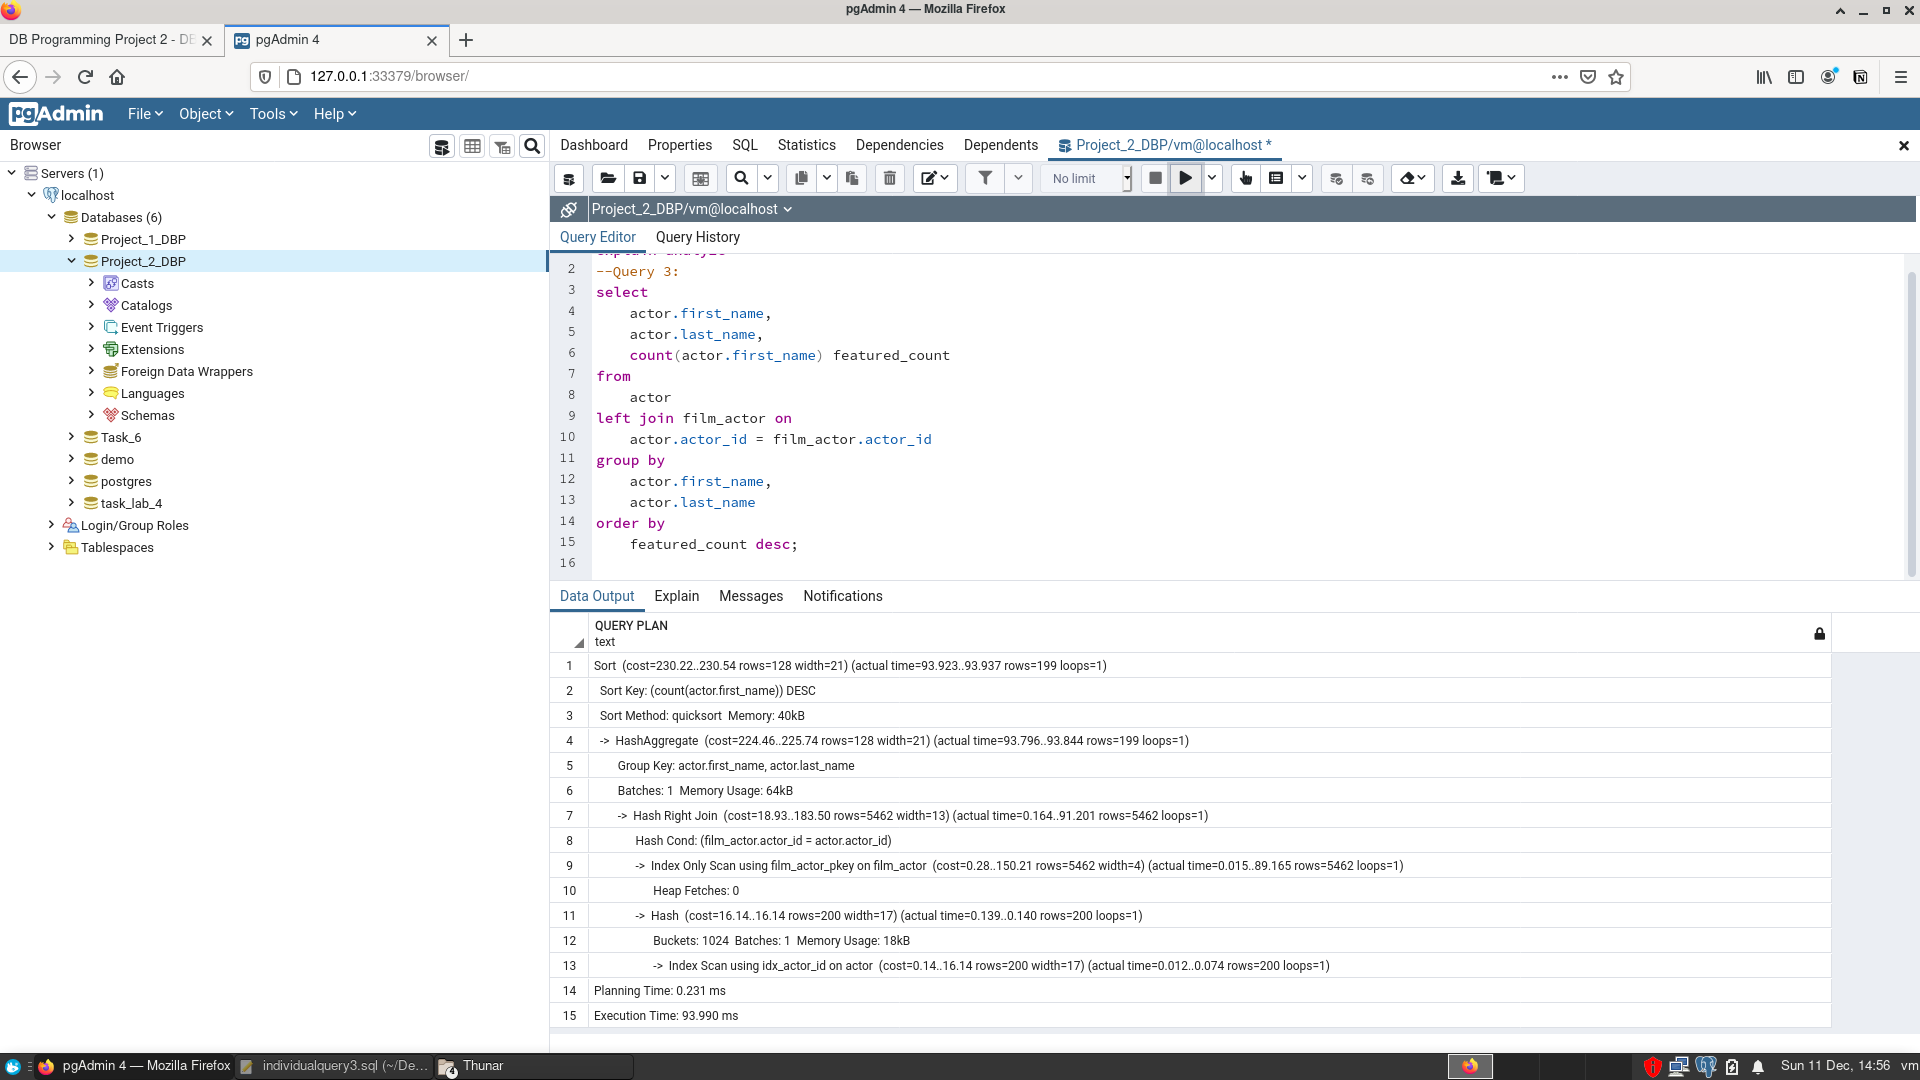 pgAdmin 4 — Mozilla Firefox
DB Programming Project 2 - DB
pgAdmin 4
127.0.0.1:33379/browser/
pgAdmin File Object Tools Help
Browser
Dashboard Properties SQL Statistics Dependencies Dependents Project_2_DBP/vm@localhost *
Servers (1)
localhost
Databases (6)
Project_1_DBP
Project_2_DBP
Casts
Catalogs
Event Triggers
Extensions
Foreign Data Wrappers
Languages
Schemas
Task_6
demo
postgres
task_lab_4
Login/Group Roles
Tablespaces
No limit
Project_2_DBP/vm@localhost
Query Editor Query History
explain analyze
2 --Query 3:
3 select
4 actor.first_name,
5 actor.last_name,
6 count(actor.first_name) featured_count
7 from
8 actor
9 left join film_actor on
10 actor.actor_id = film_actor.actor_id
11 group by
12 actor.first_name,
13 actor.last_name
14 order by
15 featured_count desc;
16
Data Output Explain Messages Notifications
QUERY PLAN
text
1 Sort (cost=230.22..230.54 rows=128 width=21) (actual time=93.923..93.937 rows=199 loops=1)
2 Sort Key: (count(actor.first_name)) DESC
3 Sort Method: quicksort Memory: 40kB
4 -> HashAggregate (cost=224.46..225.74 rows=128 width=21) (actual time=93.796..93.844 rows=199 loops=1)
5 Group Key: actor.first_name, actor.last_name
6 Batches: 1 Memory Usage: 64kB
7 -> Hash Right Join (cost=18.93..183.50 rows=5462 width=13) (actual time=0.164..91.201 rows=5462 loops=1)
8 Hash Cond: (film_actor.actor_id = actor.actor_id)
9 -> Index Only Scan using film_actor_pkey on film_actor (cost=0.28..150.21 rows=5462 width=4) (actual time=0.015..89.165 rows=5462 loops=1)
10 Heap Fetches: 0
11 -> Hash (cost=16.14..16.14 rows=200 width=17) (actual time=0.139..0.140 rows=200 loops=1)
12 Buckets: 1024 Batches: 1 Memory Usage: 18kB
13 -> Index Scan using idx_actor_id on actor (cost=0.14..16.14 rows=200 width=17) (actual time=0.012..0.074 rows=200 loops=1)
14 Planning Time: 0.231 ms
15 Execution Time: 93.990 ms
pgAdmin 4 — Mozilla Firefox
individualquery3.sql (~/De...
4 Thunar
Sun 11 Dec, 14:56 vm